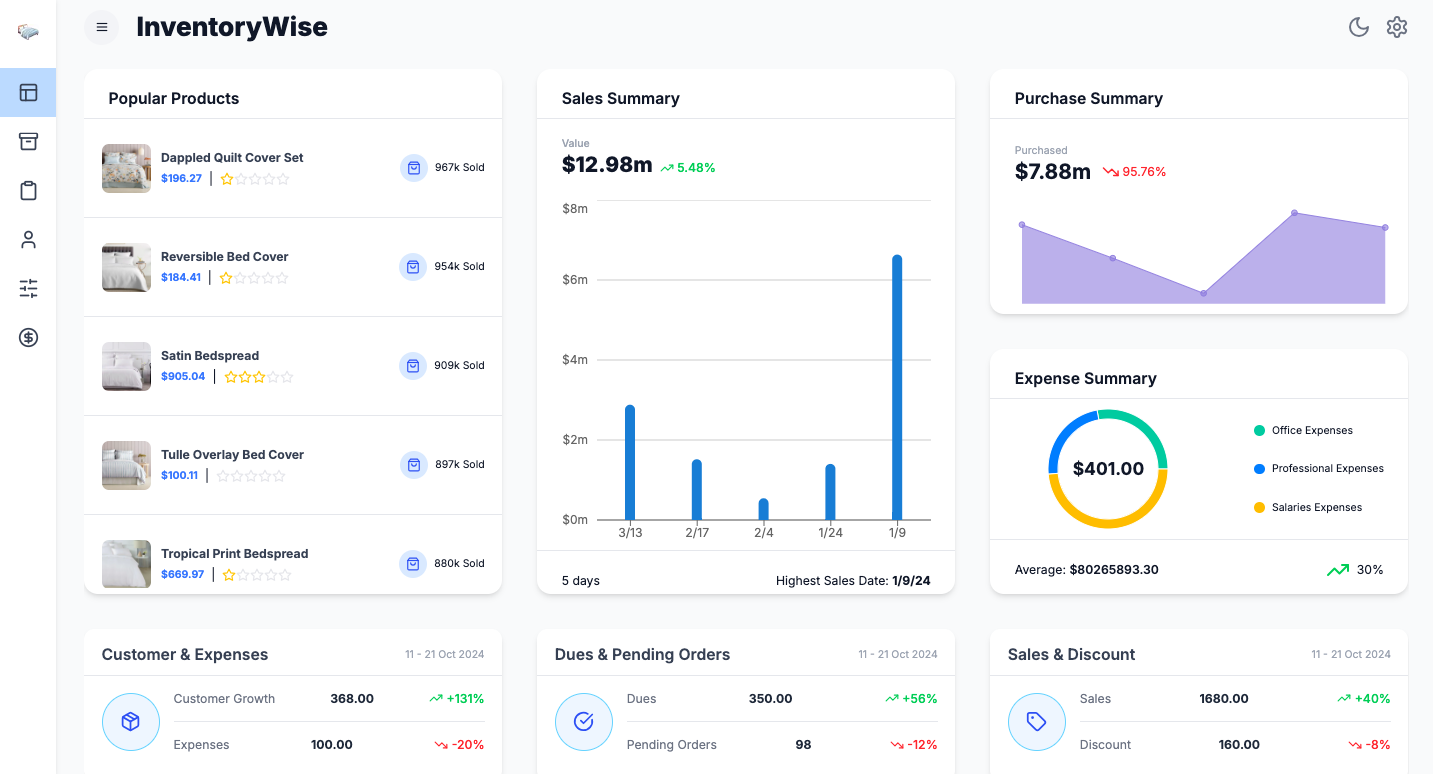 InventoryWise
Popular Products
Dappled Quilt Cover Set
$196.27 |
967k Sold
Reversible Bed Cover
$184.41 |
954k Sold
Satin Bedspread
$905.04 |
909k Sold
Tulle Overlay Bed Cover
$100.11 |
897k Sold
Tropical Print Bedspread
$669.97 |
880k Sold
Sales Summary
Value
$12.98m 5.48%
$8m
$6m
$4m
$2m
$0m
3/13 2/17 2/4 1/24 1/9
5 days Highest Sales Date: 1/9/24
Purchase Summary
Purchased
$7.88m 95.76%
Expense Summary
$401.00
Office Expenses
Professional Expenses
Salaries Expenses
Average: $80265893.30 30%
Customer & Expenses 11 - 21 Oct 2024
Customer Growth 368.00 +131%
Expenses 100.00 -20%
Dues & Pending Orders 11 - 21 Oct 2024
Dues 350.00 +56%
Pending Orders 98 -12%
Sales & Discount 11 - 21 Oct 2024
Sales 1680.00 +40%
Discount 160.00 -8%